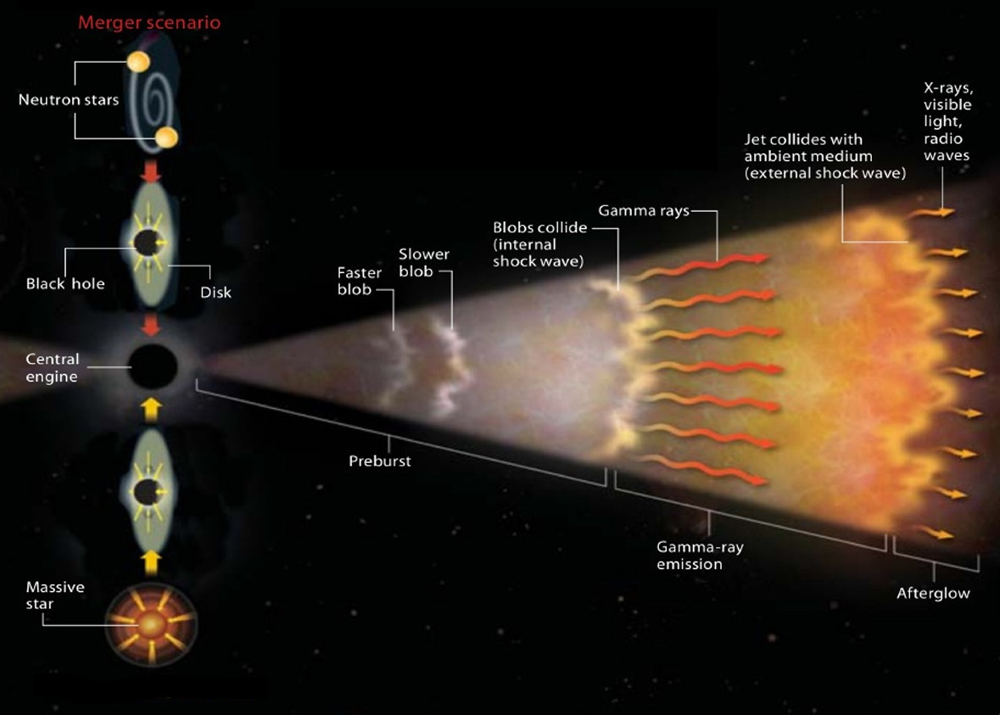 Merger scenario
Neutron stars
Black hole
Disk
Central
engine
Massive
star
Faster
blob
Slower
blob
Preburst
Blobs collide
(internal
shock wave)
Gamma rays
Gamma-ray
emission
Jet collides with
ambient medium
(external shock wave)
X-rays,
visible
light,
radio
waves
Afterglow